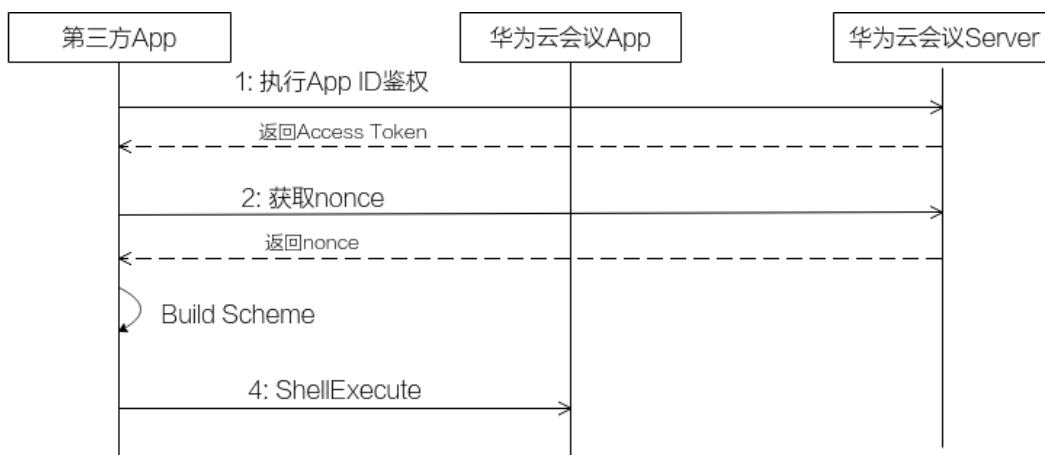 第三方App
华为云会议App
华为云会议Server
1: 执行App ID鉴权
返回Access Token
2: 获取nonce
返回nonce
Build Scheme
4: ShellExecute